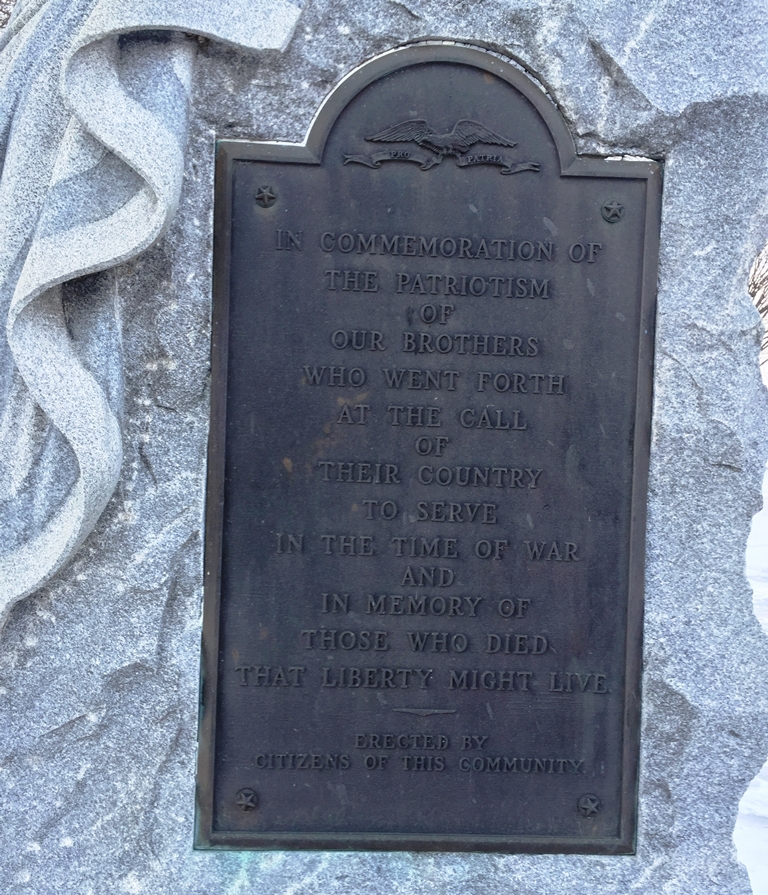 PRO PATRIA
IN COMMEMORATION OF
THE PATRIOTISM
OF
OUR BROTHERS
WHO WENT FORTH
AT THE CALL
OF
THEIR COUNTRY
TO SERVE
IN THE TIME OF WAR
AND
IN MEMORY OF
THOSE WHO DIED
THAT LIBERTY MIGHT LIVE
ERECTED BY
CITIZENS OF THIS COMMUNITY